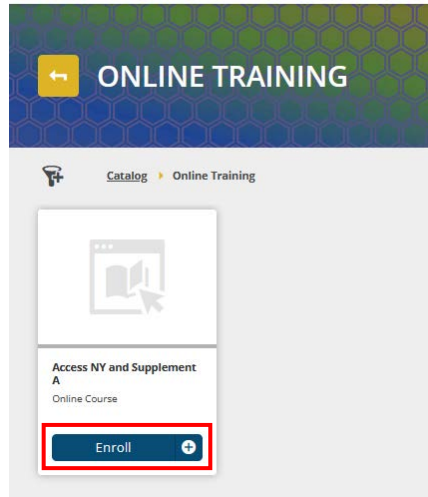 ONLINE TRAINING
Catalog Online Training
Access NY and Supplement
A
Online Course
Enroll